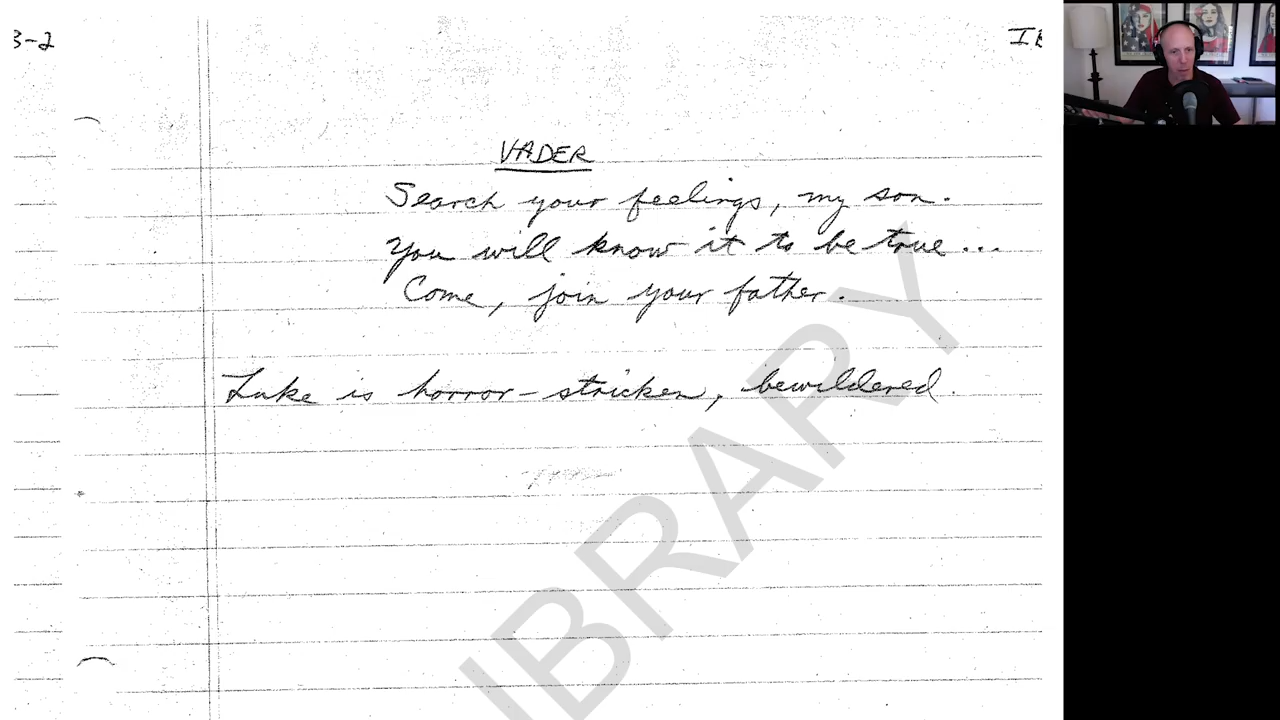 3-2
VADER
Search your feelings, my son.
You will know it to be true...
Come, join your father.
Luke is horror-stricken, bewildered.
IBRARY